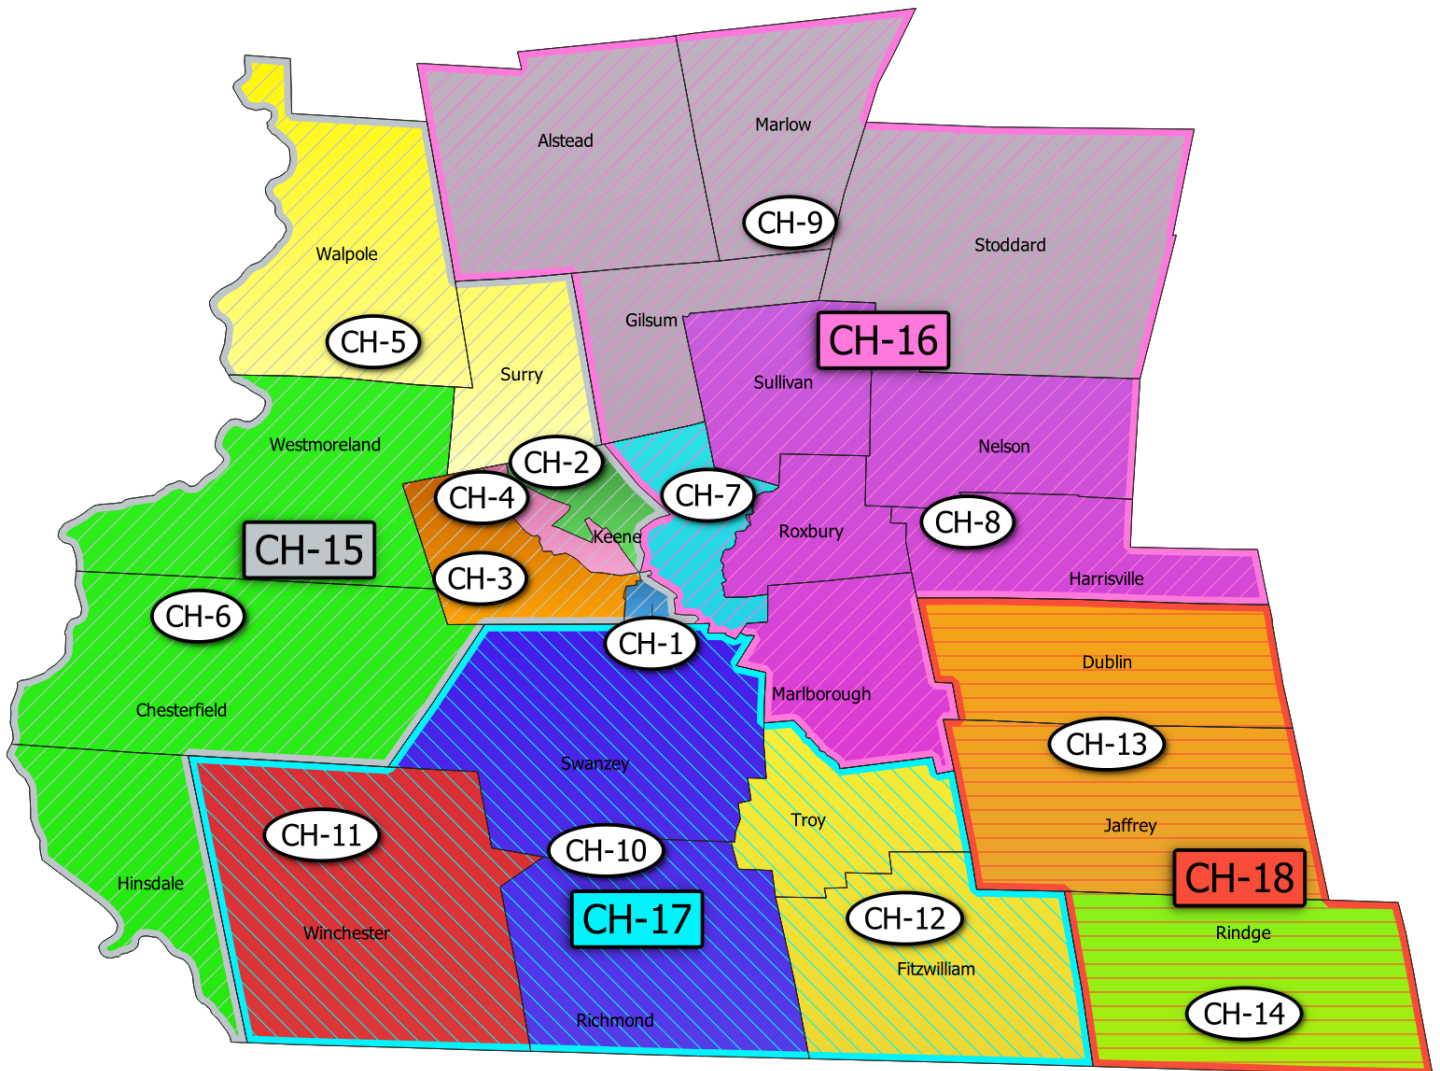 Marlow
Alstead
CH-9
Stoddard
Walpole
Gilsum
CH-5
CH-16
Surry
Sullivan
Westmoreland
Nelson
CH-2
CH-4
CH-7
CH-8
Keene
Roxbury
CH-15
CH-3
Harrisville
CH-6
CH-1
Dublin
Marlborough
Chesterfield
CH-13
Swanzey
Troy
Jaffrey
CH-11
CH-10
CH-18
Hinsdale
CH-17
CH-12
Winchester
Rindge
Fitzwilliam
CH-14
Richmond